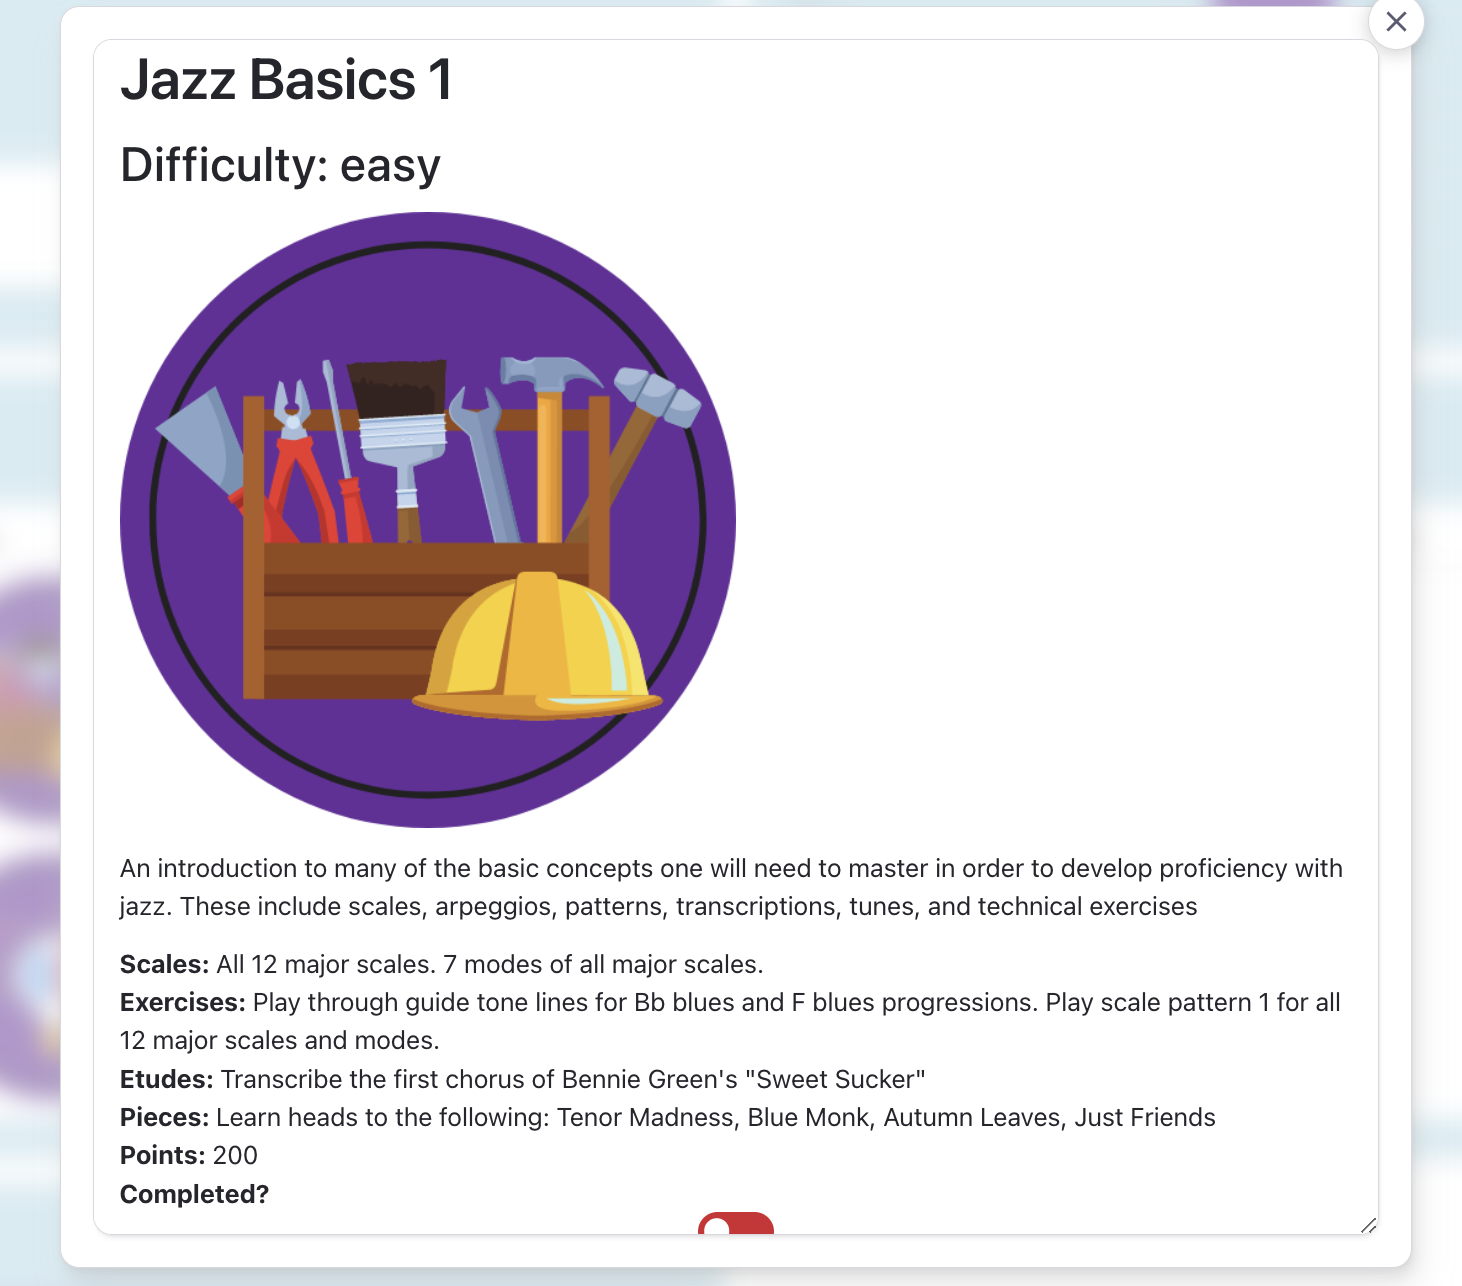 Jazz Basics 1
Difficulty: easy
An introduction to many of the basic concepts one will need to master in order to develop proficiency with
jazz. These include scales, arpeggios, patterns, transcriptions, tunes, and technical exercises
Scales: All 12 major scales. 7 modes of all major scales.
Exercises: Play through guide tone lines for Bb blues and F blues progressions. Play scale pattern 1 for all
12 major scales and modes.
Etudes: Transcribe the first chorus of Bennie Green's "Sweet Sucker"
Pieces: Learn heads to the following: Tenor Madness, Blue Monk, Autumn Leaves, Just Friends
Points: 200
Completed?